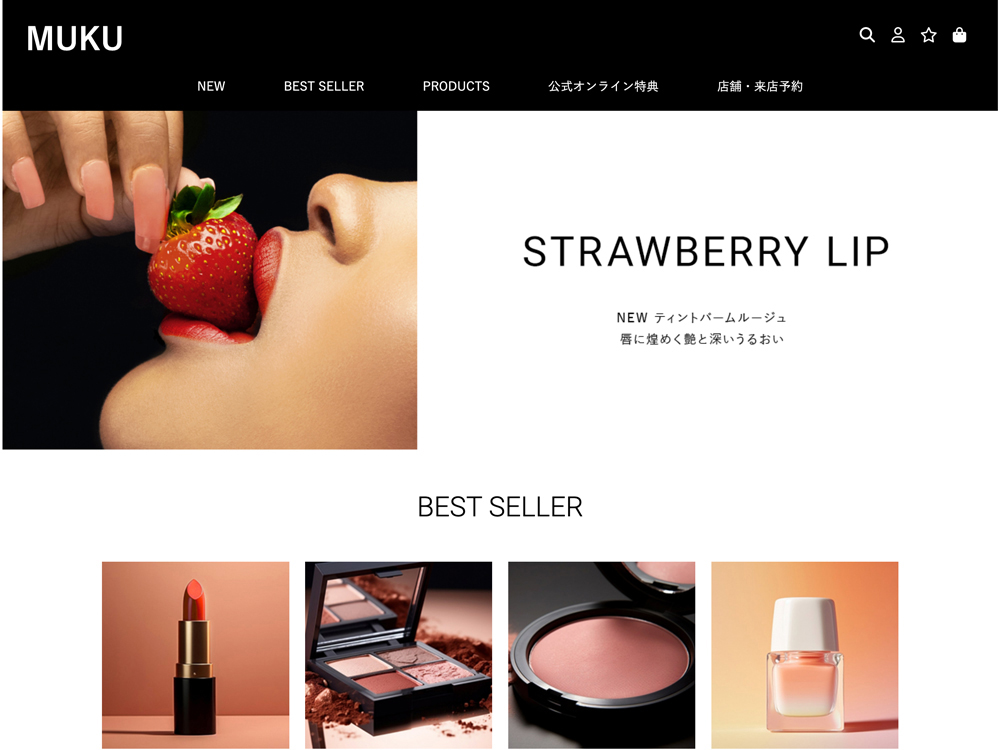 MUKU
NEW BEST SELLER PRODUCTS 公式オンライン特典 店舗・来店予約
STRAWBERRY LIP
NEW ティントバームルージュ
唇に煌めく艶と深いうるおい
BEST SELLER